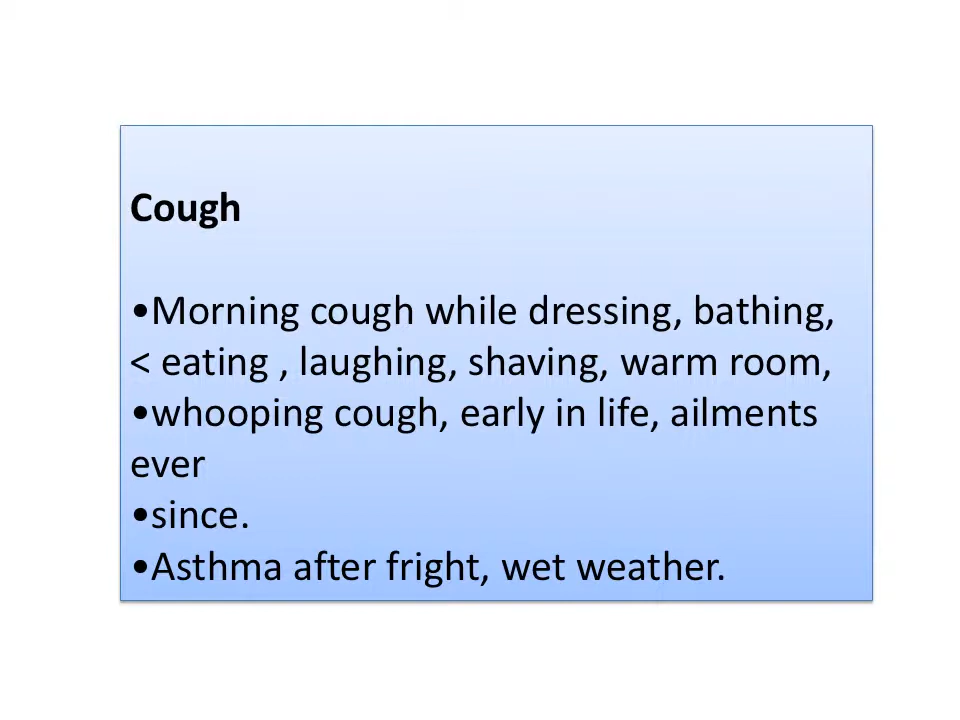 Cough
•Morning cough while dressing, bathing,
< eating , laughing, shaving, warm room,
•whooping cough, early in life, ailments
ever
•since.
•Asthma after fright, wet weather.